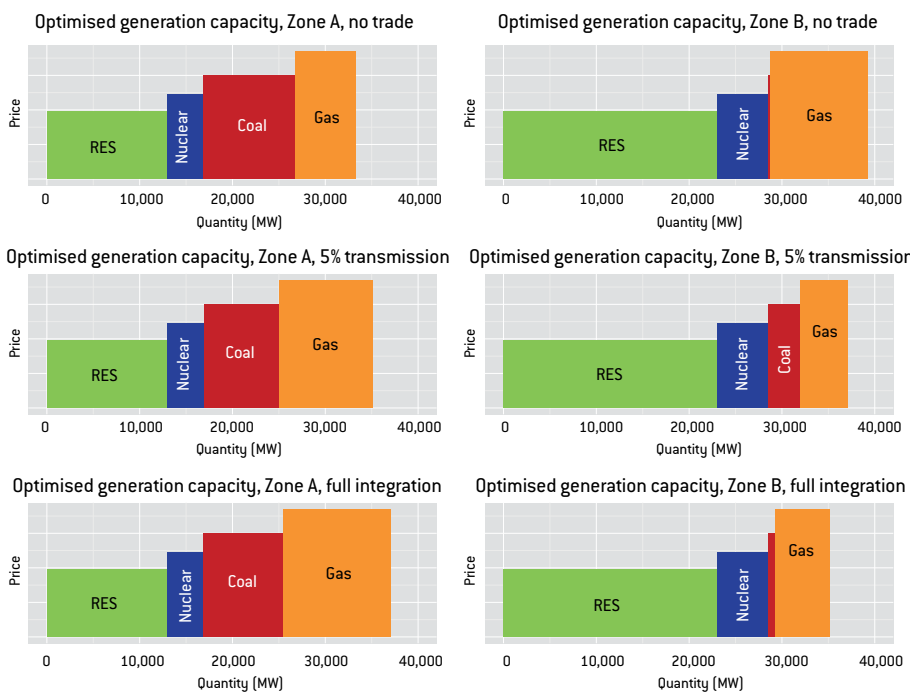 Optimised generation capacity, Zone A, no trade
Price
RES
Nuclear
Coal
Gas
0 10,000 20,000 30,000 40,000
Quantity (MW)
Optimised generation capacity, Zone B, no trade
Price
RES
Nuclear
Gas
0 10,000 20,000 30,000 40,000
Quantity (MW)
Optimised generation capacity, Zone A, 5% transmission
Price
RES
Nuclear
Coal
Gas
0 10,000 20,000 30,000 40,000
Quantity (MW)
Optimised generation capacity, Zone B, 5% transmission
Price
RES
Nuclear
Coal
Gas
0 10,000 20,000 30,000 40,000
Quantity (MW)
Optimised generation capacity, Zone A, full integration
Price
RES
Nuclear
Coal
Gas
0 10,000 20,000 30,000 40,000
Quantity (MW)
Optimised generation capacity, Zone B, full integration
Price
RES
Nuclear
Gas
0 10,000 20,000 30,000 40,000
Quantity (MW)